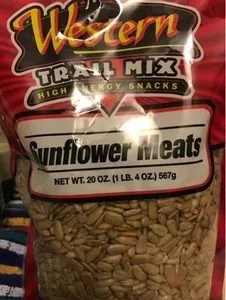 Western
TRAIL MIX
HIGH ENERGY SNACKS
Sunflower Meats
NET WT. 20 OZ. (1 LB. 4 OZ.) 567g